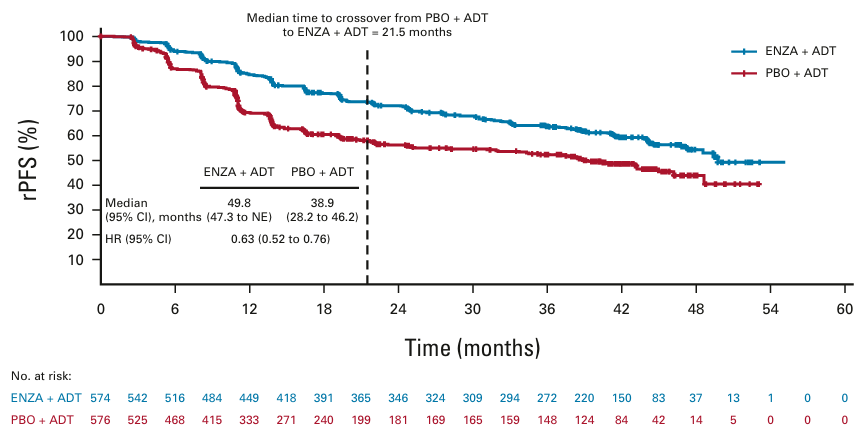 Median time to crossover from PBO + ADT
to ENZA + ADT = 21.5 months
ENZA + ADT
PBO + ADT
rPFS (%)
100
90
80
70
60
50
40
30
20
10
ENZA + ADT PBO + ADT
Median 49.8 38.9
(95% CI), months (47.3 to NE) (28.2 to 46.2)
HR (95% CI) 0.63 (0.52 to 0.76)
0 6 12 18 24 30 36 42 48 54 60
Time (months)
No. at risk:
ENZA + ADT 574 542 516 484 449 418 391 365 346 324 309 294 272 220 150 83 37 13 1 0 0
PBO + ADT 576 525 468 415 333 271 240 199 181 169 165 159 148 124 84 42 14 5 0 0 0